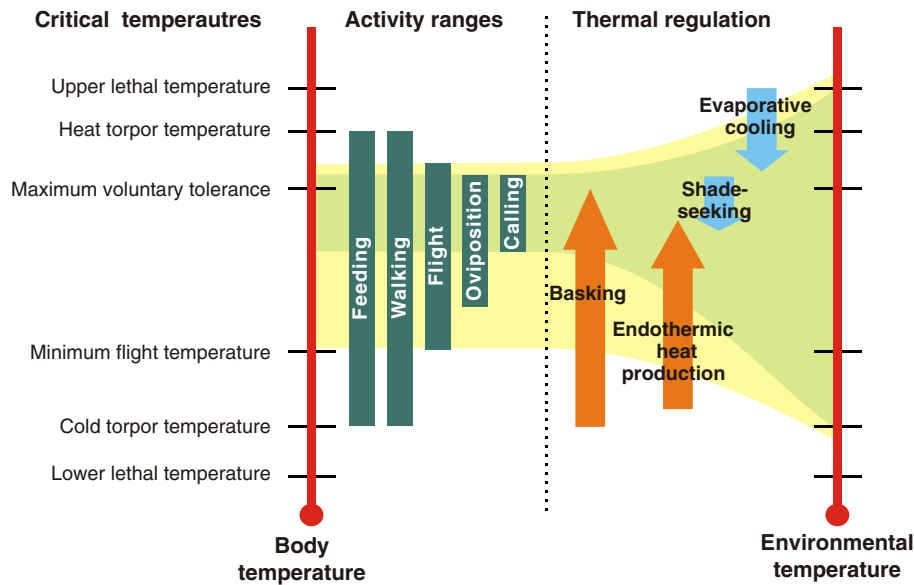 Critical temperautres
Activity ranges
Thermal regulation
Upper lethal temperature
Heat torpor temperature
Maximum voluntary tolerance
Minimum flight temperature
Cold torpor temperature
Lower lethal temperature
Feeding
Walking
Flight
Oviposition
Calling
Evaporative
cooling
Shade-
seeking
Basking
Endothermic
heat
production
Body
temperature
Environmental
temperature